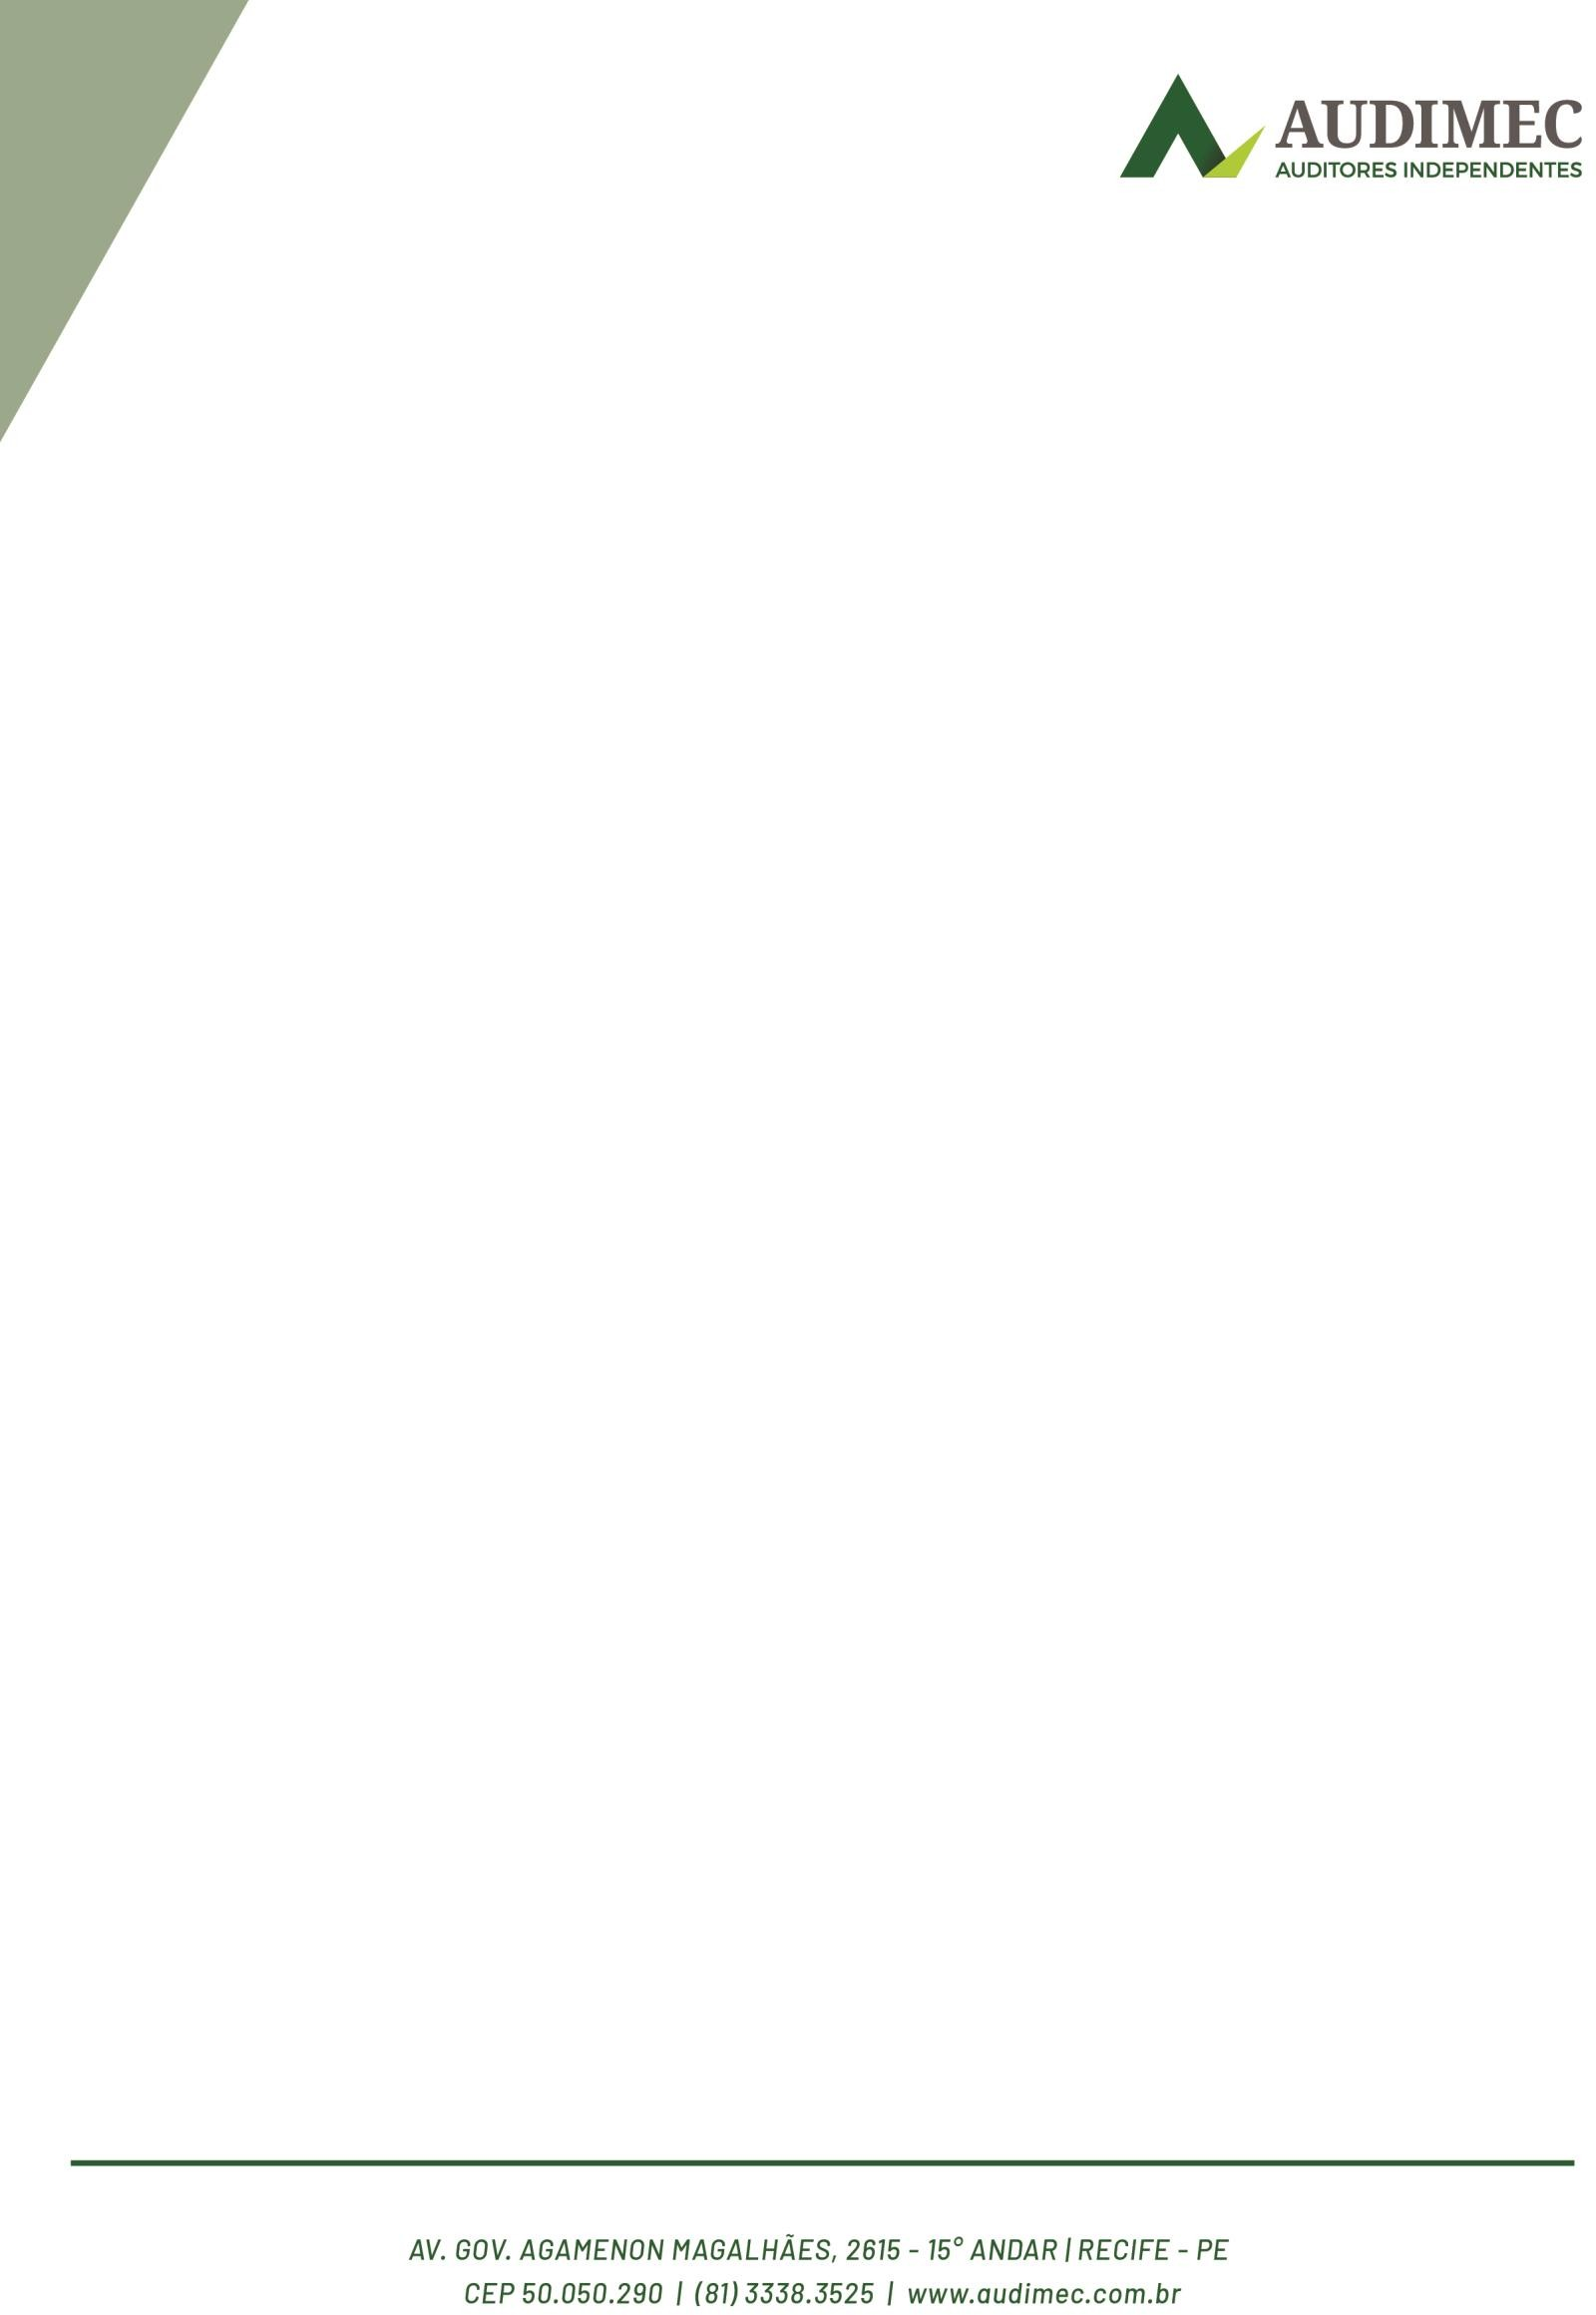 AUDIMEC
AUDITORES INDEPENDENTES
AV. GOV. AGAMENON MAGALHÃES, 2615 - 15° ANDAR | RECIFE - PE
CEP 50.050.290 | (81) 3338.3525 | www.audimec.com.br